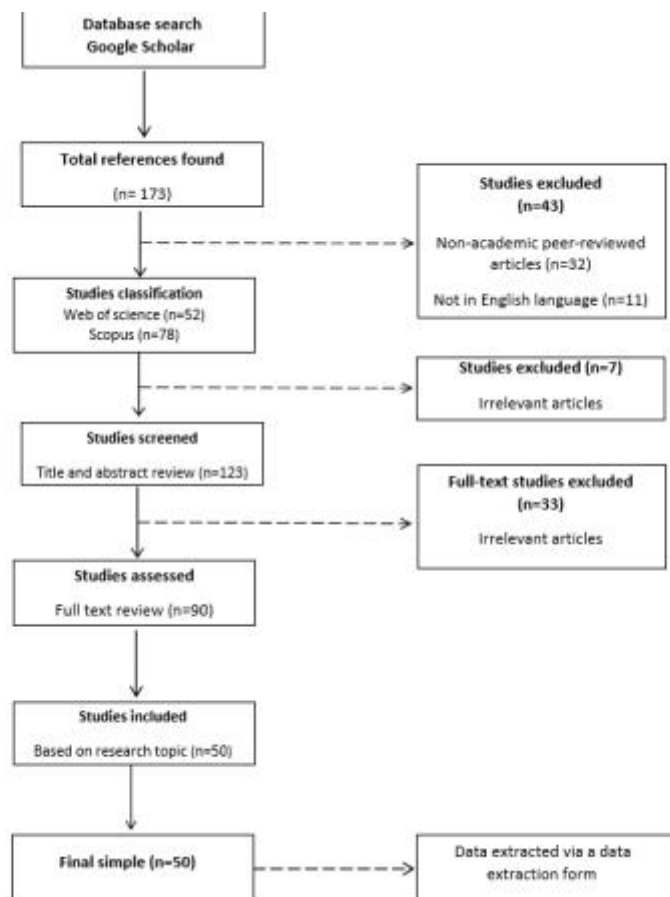 Database search
Google Scholar
Total references found
(n= 173)
Studies excluded
(n=43)
Non-academic peer-reviewed
articles (n=32)
Not in English language (n=11)
Studies classification
Web of science (n=52)
Scopus (n=78)
Studies excluded (n=7)
Irrelevant articles
Studies screened
Title and abstract review (n=123)
Full-text studies excluded
(n=33)
Irrelevant articles
Studies assessed
Full text review (n=90)
Studies included
Based on research topic (n=50)
Final simple (n=50)
Data extracted via a data
extraction form